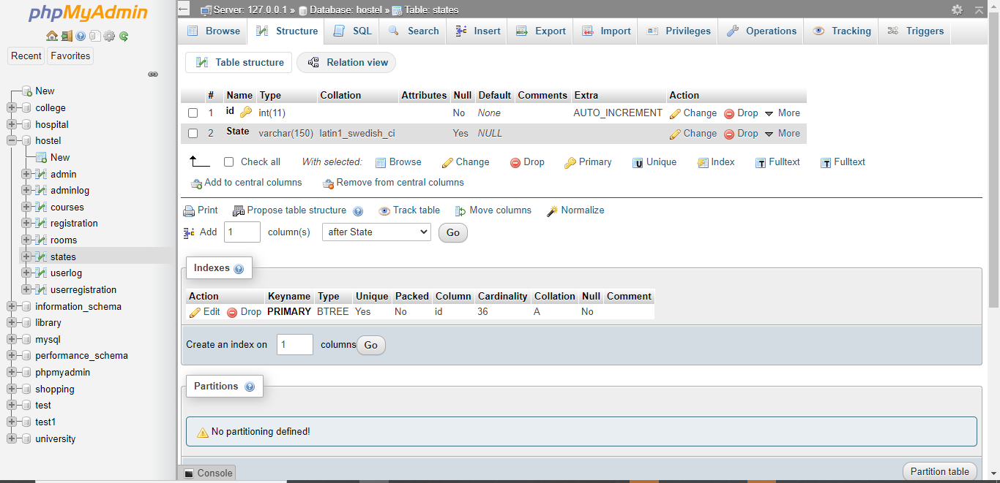 phpMyAdmin
Recent Favorites
New
college
hospital
hostel
New
admin
adminlog
courses
registration
rooms
states
userlog
userregistration
information_schema
library
mysql
performance_schema
phpmyadmin
shopping
test
test1
university
Server: 127.0.0.1 » Database: hostel » Table: states
Browse Structure SQL Search Insert Export Import Privileges Operations Tracking Triggers
Table structure Relation view
# Name Type Collation Attributes Null Default Comments Extra Action
1 id int(11) No None AUTO_INCREMENT Change Drop More
2 State varchar(150) latin1_swedish_ci Yes NULL Change Drop More
Check all With selected: Browse Change Drop Primary Unique Index Fulltext Fulltext
Add to central columns Remove from central columns
Print Propose table structure Track table Move columns Normalize
Add 1 column(s) after State Go
Indexes
Action Keyname Type Unique Packed Column Cardinality Collation Null Comment
Edit Drop PRIMARY BTREE Yes No id 36 A No
Create an index on 1 columns Go
Partitions
No partitioning defined!
Console Partition table